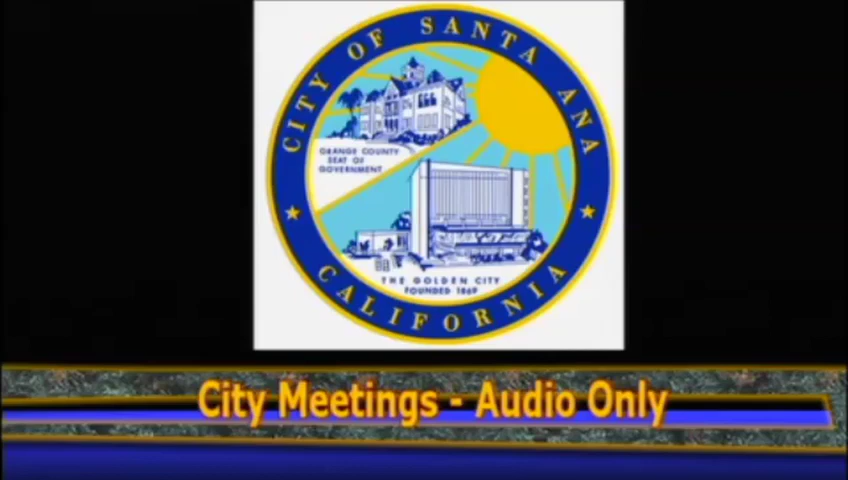 CITY OF SANTA ANA
ORANGE COUNTY
SEAT OF
GOVERNMENT
THE GOLDEN CITY
FOUNDED 1869
CALIFORNIA
City Meetings - Audio Only